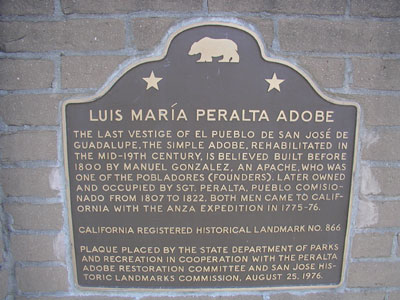 LUIS MARÍA PERALTA ADOBE
THE LAST VESTIGE OF EL PUEBLO DE SAN JOSÉ DE
GUADALUPE, THE SIMPLE ADOBE, REHABILITATED IN
THE MID-19TH CENTURY, IS BELIEVED BUILT BEFORE
1800 BY MANUEL GONZÁLEZ, AN APACHE, WHO WAS
ONE OF THE POBLADORES (FOUNDERS). LATER OWNED
AND OCCUPIED BY SGT. PERALTA, PUEBLO COMISIO-
NADO FROM 1807 TO 1822. BOTH MEN CAME TO CALIF-
ORNIA WITH THE ANZA EXPEDITION IN 1775-76.
CALIFORNIA REGISTERED HISTORICAL LANDMARK NO. 866
PLAQUE PLACED BY THE STATE DEPARTMENT OF PARKS
AND RECREATION IN COOPERATION WITH THE PERALTA
ADOBE RESTORATION COMMITTEE AND SAN JOSE HIS-
TORIC LANDMARKS COMMISSION, AUGUST 25, 1976.